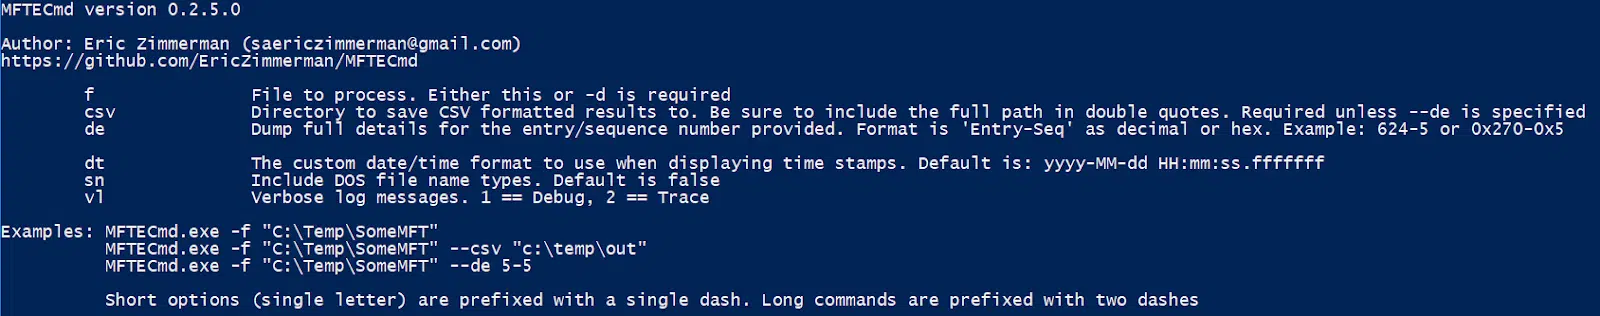 MFTECmd version 0.2.5.0
Author: Eric Zimmerman (saericzimmerman@gmail.com)
https://github.com/EricZimmerman/MFTECmd
f File to process. Either this or -d is required
csv Directory to save CSV formatted results to. Be sure to include the full path in double quotes. Required unless --de is specified
de Dump full details for the entry/sequence number provided. Format is 'Entry-Seq' as decimal or hex. Example: 624-5 or 0x270-0x5
dt The custom date/time format to use when displaying time stamps. Default is: yyyy-MM-dd HH:mm:ss.fffffff
sn Include DOS file name types. Default is false
vl Verbose log messages. 1 == Debug, 2 == Trace
Examples: MFTECmd.exe -f "C:\Temp\SomeMFT"
MFTECmd.exe -f "C:\Temp\SomeMFT" --csv "c:\temp\out"
MFTECmd.exe -f "C:\Temp\SomeMFT" --de 5-5
Short options (single letter) are prefixed with a single dash. Long commands are prefixed with two dashes